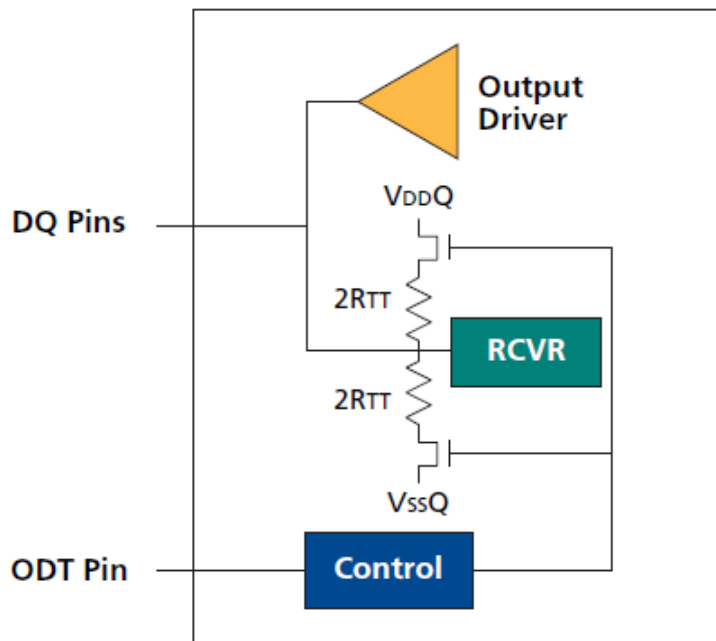 Output
Driver
VDDQ
DQ Pins
2RTT
RCVR
2RTT
VssQ
ODT Pin
Control